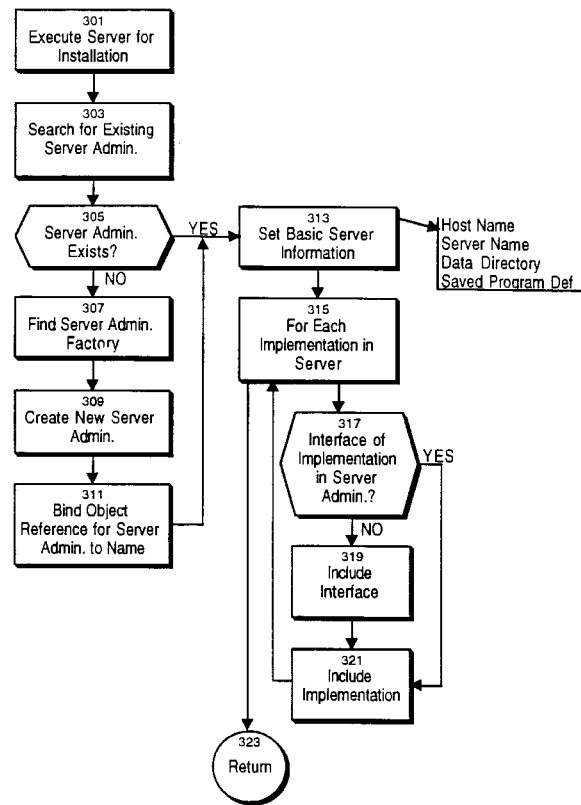 301
Execute Server for
Installation
303
Search for Existing
Server Admin.
305
Server Admin.
Exists?
YES
NO
307
Find Server Admin.
Factory
309
Create New Server
Admin.
311
Bind Object
Reference for Server
Admin. to Name
313
Set Basic Server
Information
Host Name
Server Name
Data Directory
Saved Program Def
315
For Each
Implementation in
Server
317
Interface of
Implementation
in Server
Admin.?
YES
NO
319
Include
Interface
321
Include
Implementation
323
Return